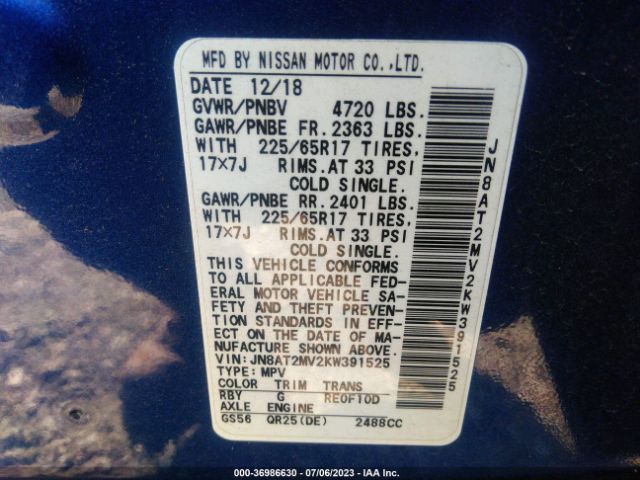 MFD BY NISSAN MOTOR CO.,LTD.
DATE 12/18
GVWR/PNBV 4720 LBS.
GAWR/PNBE FR. 2363 LBS.
WITH 225/65R17 TIRES,
17×7J RIMS.AT 33 PSI
COLD SINGLE.
GAWR/PNBE RR. 2401 LBS.
WITH 225/65R17 TIRES,
17×7J RIMS.AT 33 PSI
COLD SINGLE.
THIS VEHICLE CONFORMS
TO ALL APPLICABLE FED-
ERAL MOTOR VEHICLE SA-
FETY AND THEFT PREVEN-
TION STANDARDS IN EFF-
ECT ON THE DATE OF MA-
NUFACTURE SHOWN ABOVE.
VIN: JN8AT2MV2KW391525
TYPE: MPV
COLOR TRIM TRANS
RBY G RE0F10D
AXLE ENGINE
GS56 QR25(DE) 2488CC
JN8AT2MV2KW391525
000-36986630 - 07/06/2023 - IAA Inc.